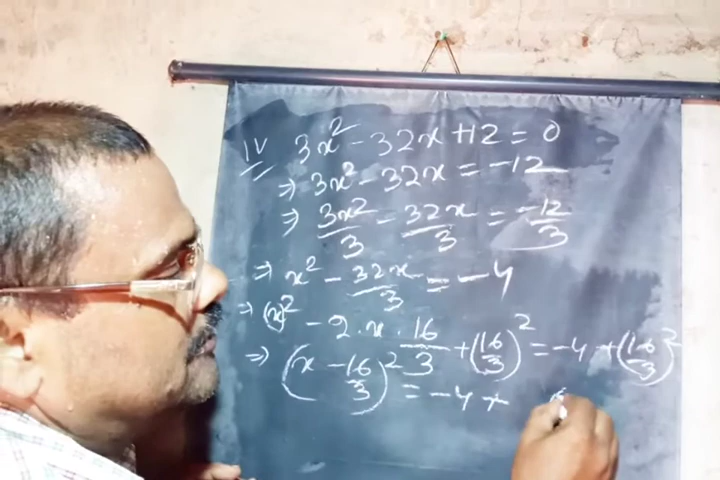 IV 3x² - 32x + 12 = 0
⇒ 3x² - 32x = -12
⇒ 3x²/3 - 32x/3 = -12/3
⇒ x² - 32x/3 = -4
⇒ (x)² - 2·x·16/3 + (16/3)² = -4 + (16/3)²
⇒ (x - 16/3)² = -4 +